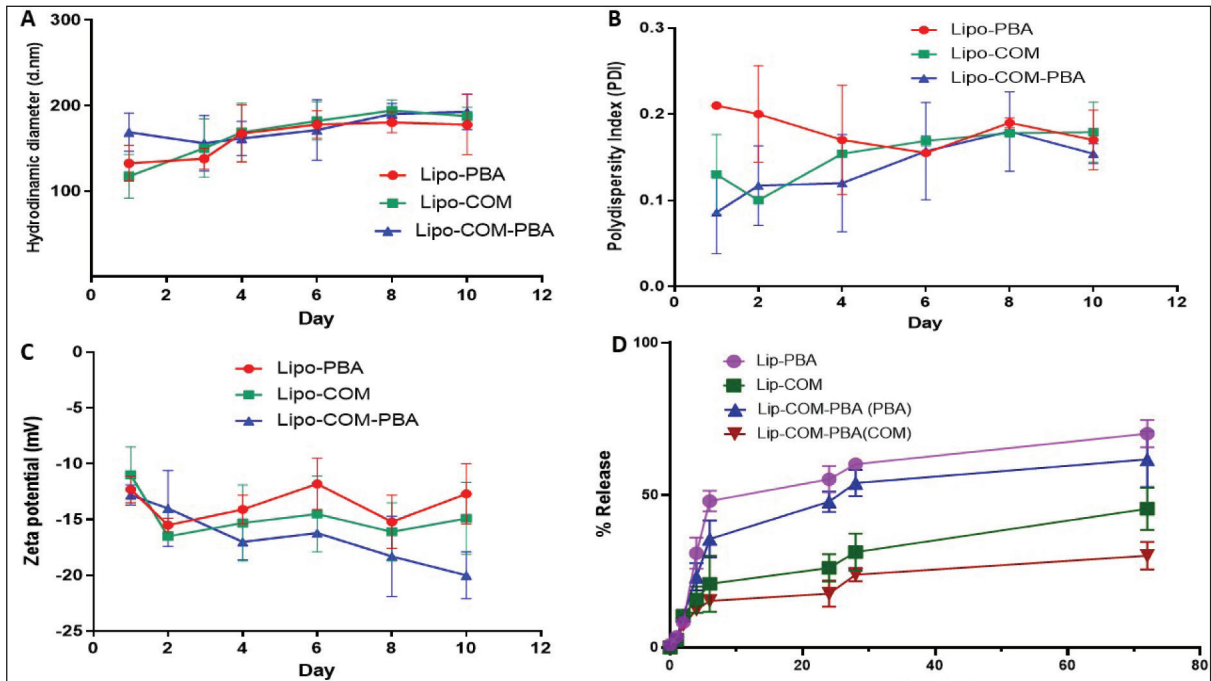 A
Hydrodinamic diameter (d.nm)
300
200
100
0
2
4
6
8
10
12
Day
Lipo-PBA
Lipo-COM
Lipo-COM-PBA
B
Polydispersity Index (PDI)
0.3
0.2
0.1
0.0
0
2
4
6
8
10
12
Day
Lipo-PBA
Lipo-COM
Lipo-COM-PBA
C
Zeta potential (mV)
0
-5
-10
-15
-20
-25
0
2
4
6
8
10
12
Day
Lipo-PBA
Lipo-COM
Lipo-COM-PBA
D
% Release
100
50
0
0
20
40
60
80
Lip-PBA
Lip-COM
Lip-COM-PBA (PBA)
Lip-COM-PBA(COM)